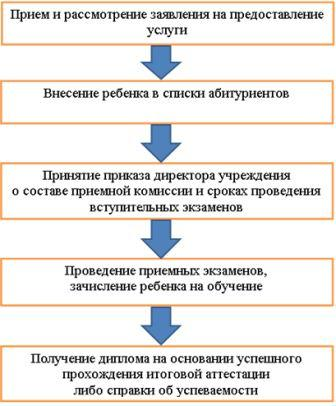 Прием и рассмотрение заявления на предоставление
услуги
Внесение ребенка в списки абитуриентов
Принятие приказа директора учреждения
о составе приемной комиссии и сроках проведения
вступительных экзаменов
Проведение приемных экзаменов,
зачисление ребенка на обучение
Получение диплома на основании успешного
прохождения итоговой аттестации
либо справки об успеваемости